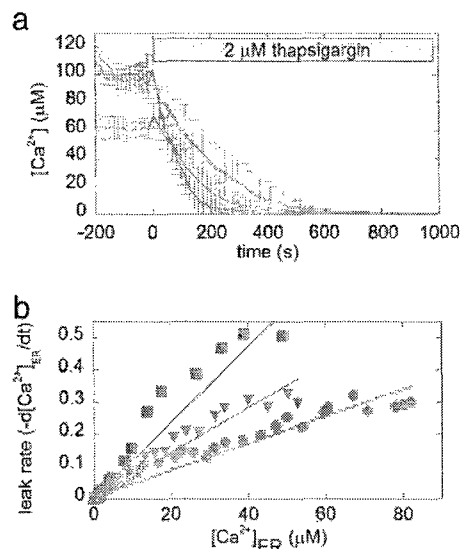 a
2 μM thapsigargin
[Ca²⁺] (μM)
120
100
80
60
40
20
0
-200 0 200 400 600 800 1000
time (s)
b
leak rate (-d[Ca²⁺]ER/dt)
0.5
0.4
0.3
0.2
0.1
0
0 20 40 60 80
[Ca²⁺]ER (μM)